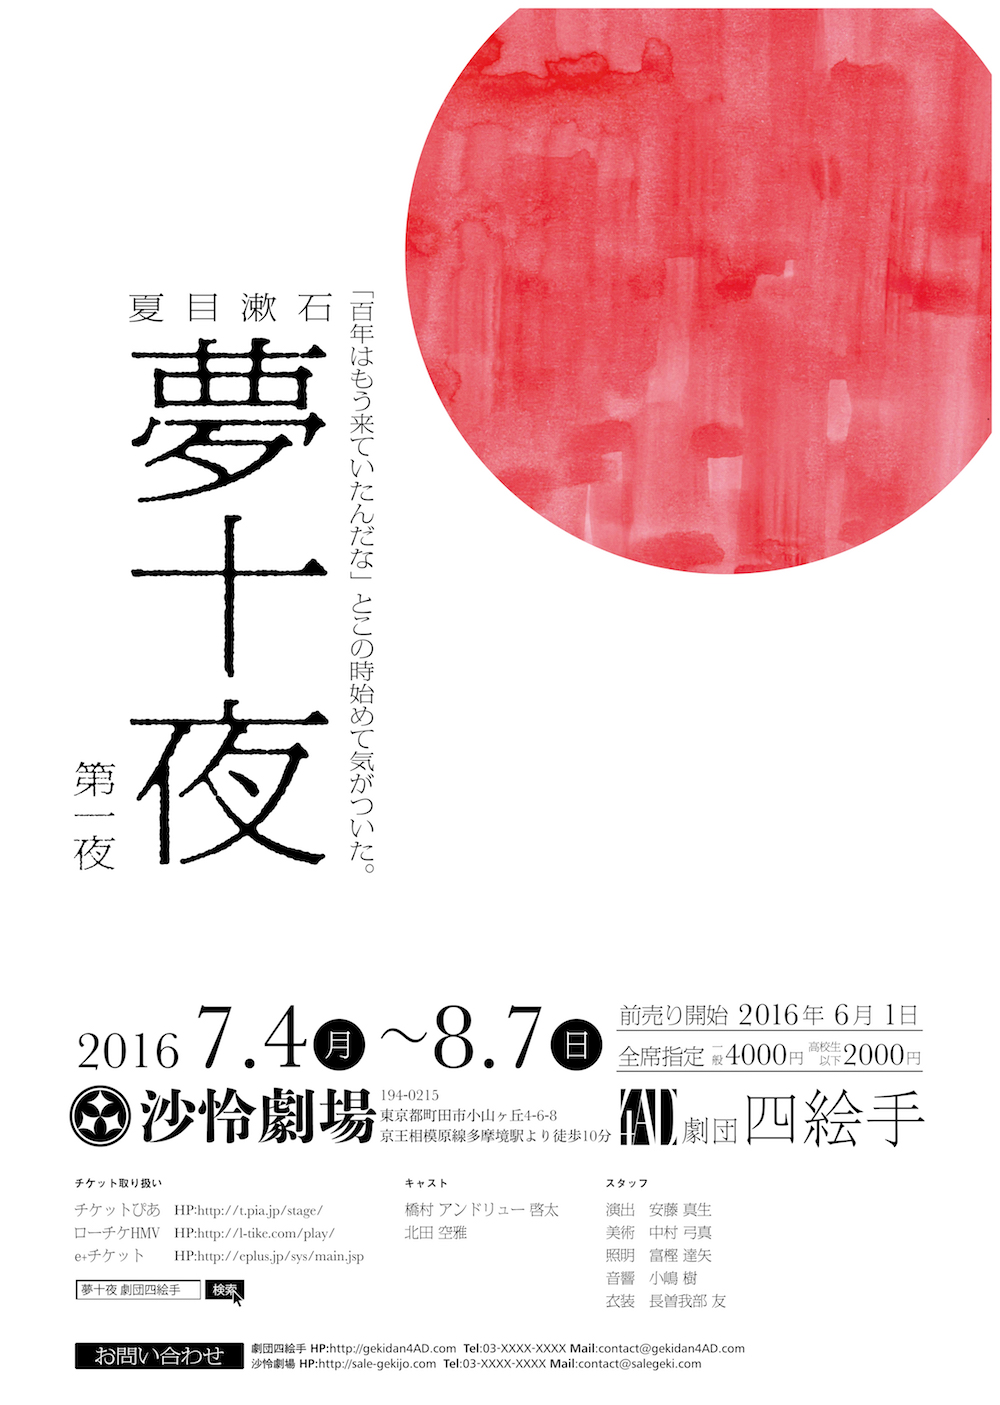 夏目漱石
「百年はもう来ていたんだな」とこの時始めて気がついた。
夢十夜
第一夜
2016 7.4 月 〜8.7 日
前売り開始 2016年 6月 1日
全席指定 一般 4000円 高校生以下 2000円
沙怜劇場
194-0215
東京都町田市小山ヶ丘4-6-8
京王相模原線多摩境駅より徒歩10分
4AD 劇団 四絵手
チケット取り扱い
チケットぴあ HP:http://t.pia.jp/stage/
ローチケHMV HP:http://l-tike.com/play/
e+チケット HP:http://eplus.jp/sys/main.jsp
夢十夜 劇団四絵手 検索
キャスト
橋村 アンドリュー 啓太
北田 空雅
スタッフ
演出 安藤 真生
美術 中村 弓真
照明 富樫 達矢
音響 小嶋 樹
衣装 長曽我部 友
お問い合わせ
劇団四絵手 HP:http://gekidan4AD.com Tel:03-XXXX-XXXX Mail:contact@gekidan4AD.com
沙怜劇場 HP:http://sale-gekijo.com Tel:03-XXXX-XXXX Mail:contact@salegeki.com